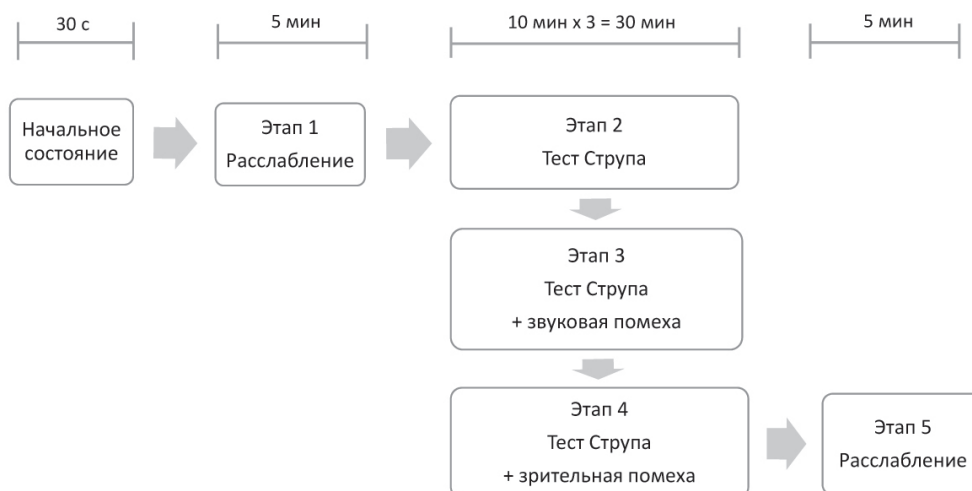 30 с
5 мин
10 мин x 3 = 30 мин
5 мин
Начальное
состояние
Этап 1
Расслабление
Этап 2
Тест Струпа
Этап 3
Тест Струпа
+ звуковая помеха
Этап 4
Тест Струпа
+ зрительная помеха
Этап 5
Расслабление